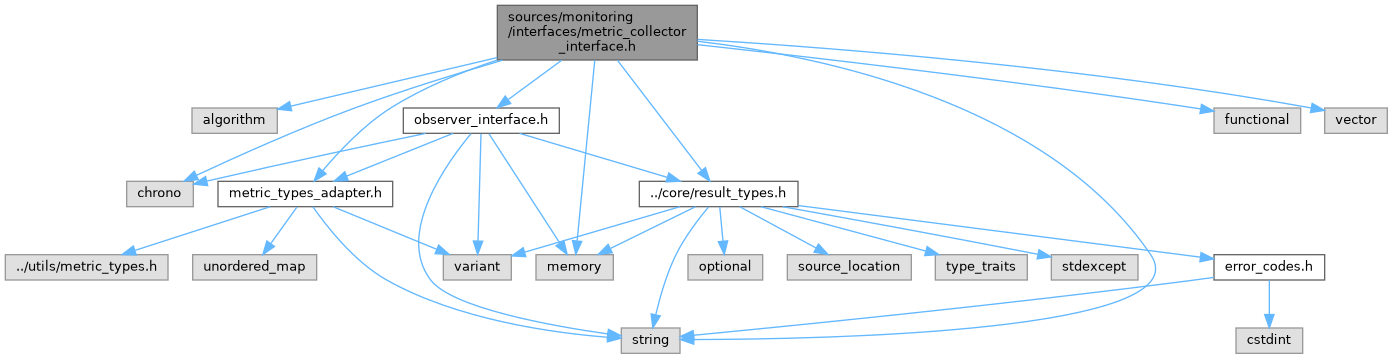 sources/monitoring
/interfaces/metric_collector
_interface.h
algorithm
observer_interface.h
functional
vector
chrono
metric_types_adapter.h
../core/result_types.h
../utils/metric_types.h
unordered_map
variant
memory
optional
source_location
type_traits
stdexcept
error_codes.h
string
cstdint